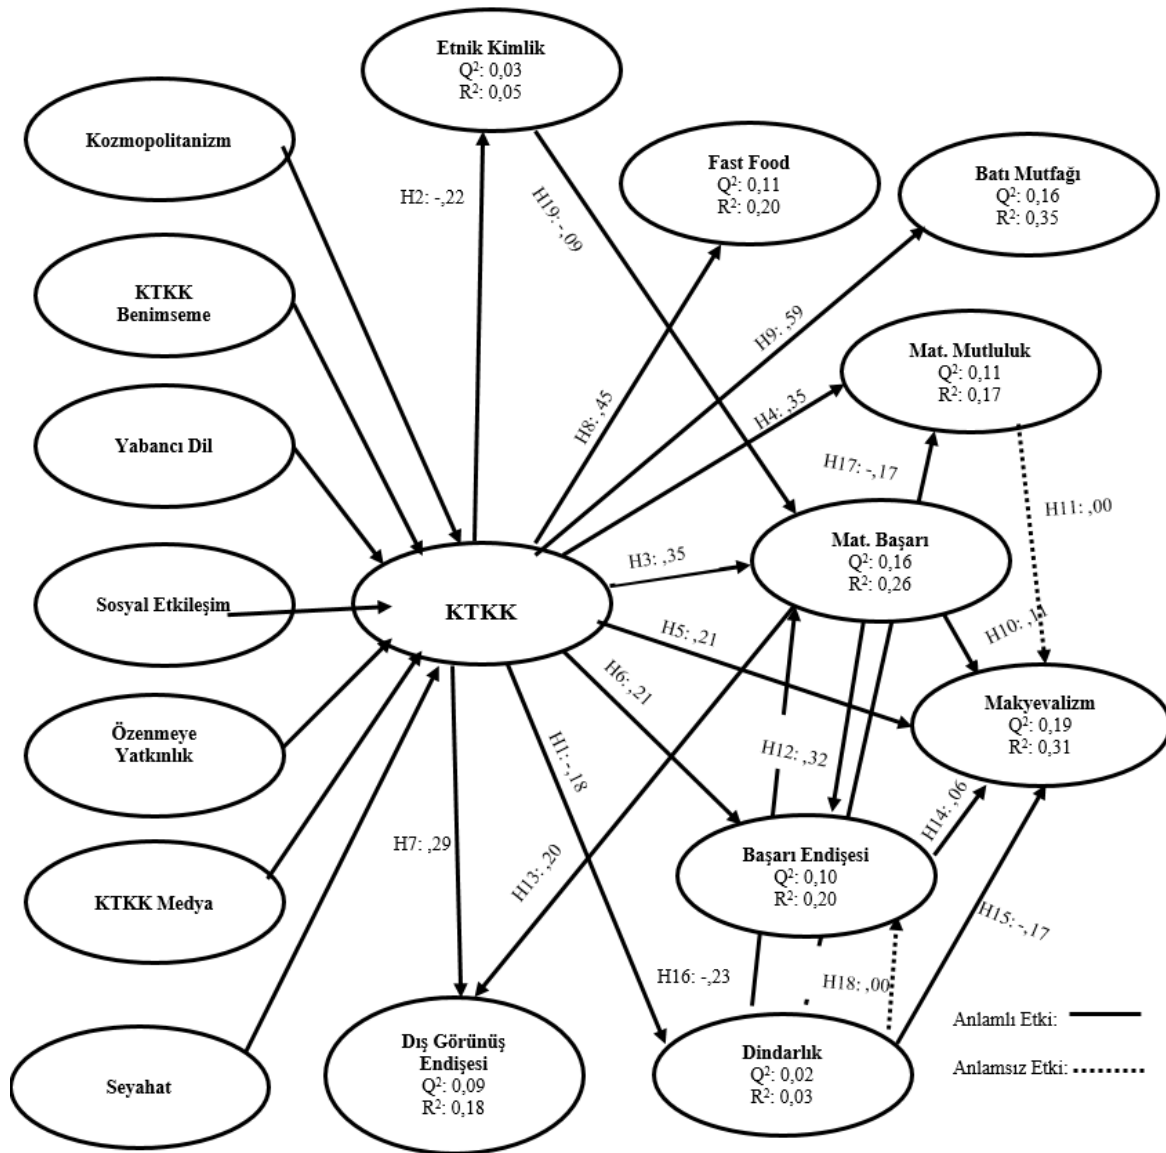 Etnik Kimlik
Q²: 0,03
R²: 0,05
Kozmopolitanizm
Fast Food
Q²: 0,11
R²: 0,20
Batı Mutfağı
Q²: 0,16
R²: 0,35
H2: -,22
H19: -,09
KTKK
Benimseme
H9: ,59
Mat. Mutluluk
Q²: 0,11
R²: 0,17
H8: ,45
H4: ,35
Yabancı Dil
H17: -,17
H11: ,00
Mat. Başarı
Q²: 0,16
R²: 0,26
H3: ,35
Sosyal Etkileşim
KTKK
H5: ,21
H10: ,11
H6: ,21
Makyevalizm
Q²: 0,19
R²: 0,31
Özenmeye
Yatkınlık
H1: -,18
H12: ,32
H14: ,06
H7: ,29
H13: ,20
Başarı Endişesi
Q²: 0,10
R²: 0,20
KTKK Medya
H15: -,17
H16: -,23
H18: ,00
Anlamlı Etki:
Dış Görünüş
Endişesi
Q²: 0,09
R²: 0,18
Dindarlık
Q²: 0,02
R²: 0,03
Anlamsız Etki:
Seyahat